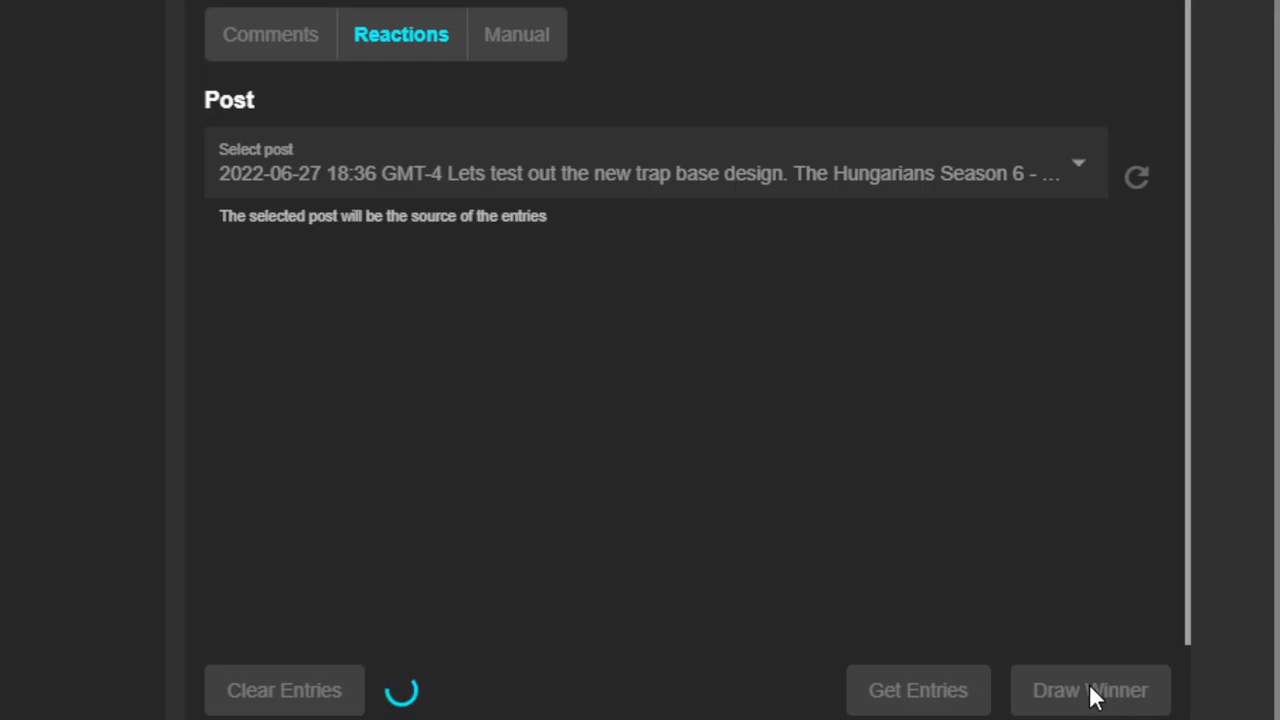 Comments Reactions Manual
Post
Select post
2022-06-27 18:36 GMT-4 Lets test out the new trap base design. The Hungarians Season 6 - ...
The selected post will be the source of the entries
Clear Entries Get Entries Draw Winner